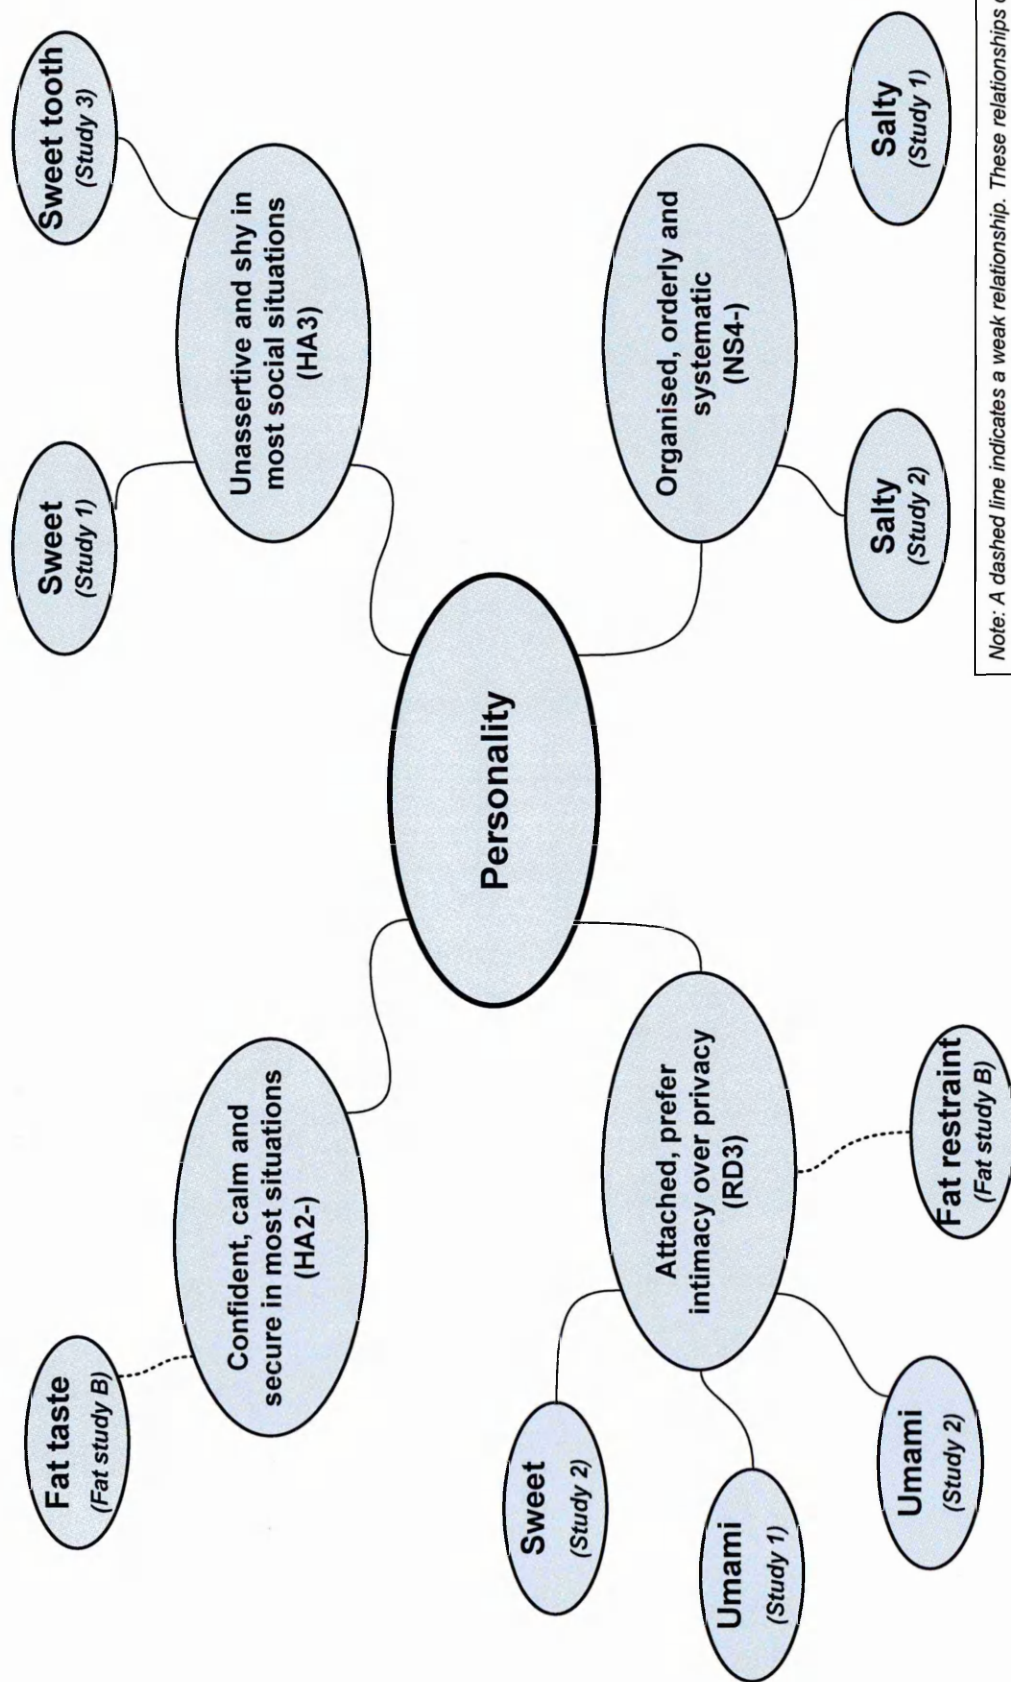 Fat taste
(Fat study B)
Sweet
(Study 1)
Sweet tooth
(Study 3)
Confident, calm and
secure in most situations
(HA2-)
Unassertive and shy in
most social situations
(HA3)
Personality
Sweet
(Study 2)
Attached, prefer
intimacy over privacy
(RD3)
Organised, orderly and
systematic
(NS4-)
Umami
(Study 1)
Umami
(Study 2)
Fat restraint
(Fat study B)
Salty
(Study 2)
Salty
(Study 1)
Note: A dashed line indicates a weak relationship. These relationships